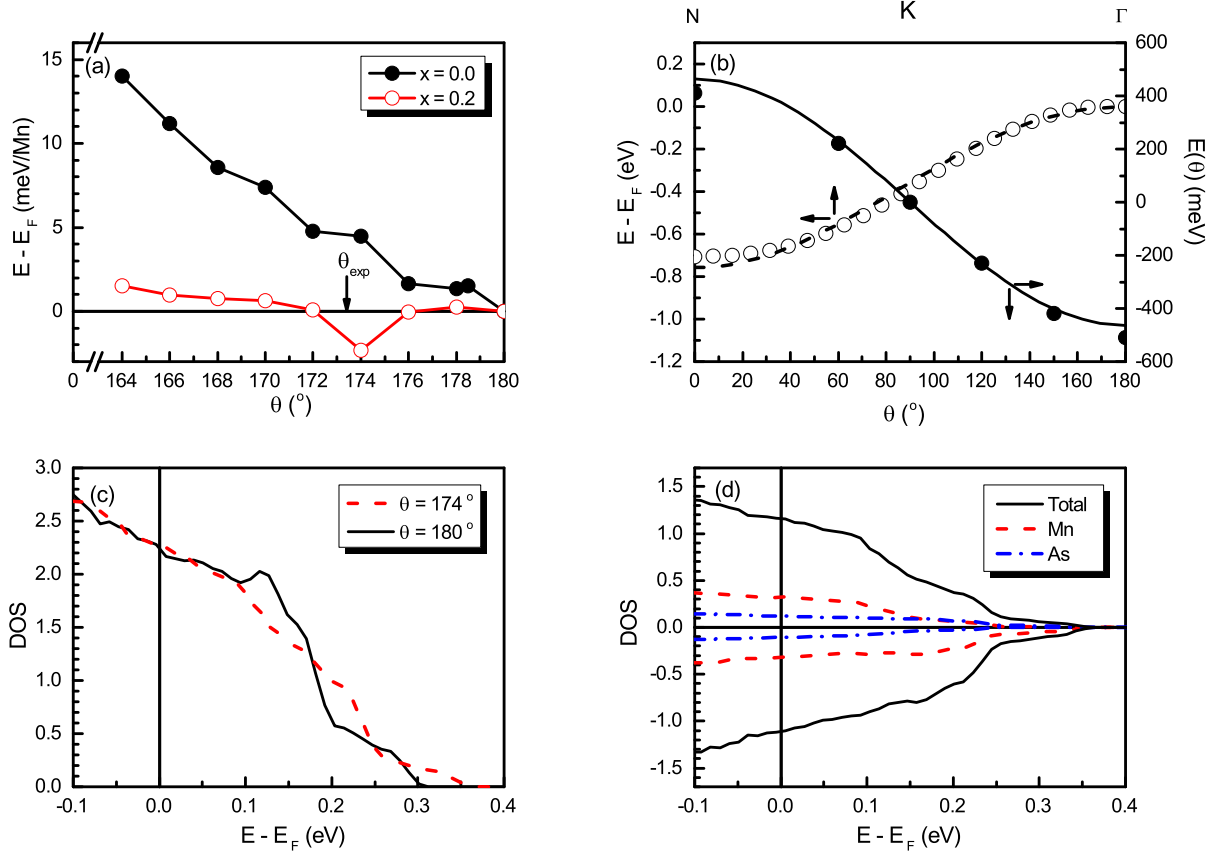 (a)
x = 0.0
x = 0.2
θexp
15
10
5
0
E - EF (meV/Mn)
0 164 166 168 170 172 174 176 178 180
θ (°)
N K Γ
(b)
0.2
0.0
-0.2
-0.4
-0.6
-0.8
-1.0
-1.2
E - EF (eV)
600
400
200
0
-200
-400
-600
E(θ) (meV)
0 20 40 60 80 100 120 140 160 180
θ (°)
(c)
θ = 174 °
θ = 180 °
3.0
2.5
2.0
1.5
1.0
0.5
0.0
DOS
-0.1 0.0 0.1 0.2 0.3 0.4
E - EF (eV)
(d)
Total
Mn
As
1.5
1.0
0.5
0.0
-0.5
-1.0
-1.5
DOS
-0.1 0.0 0.1 0.2 0.3 0.4
E - EF (eV)